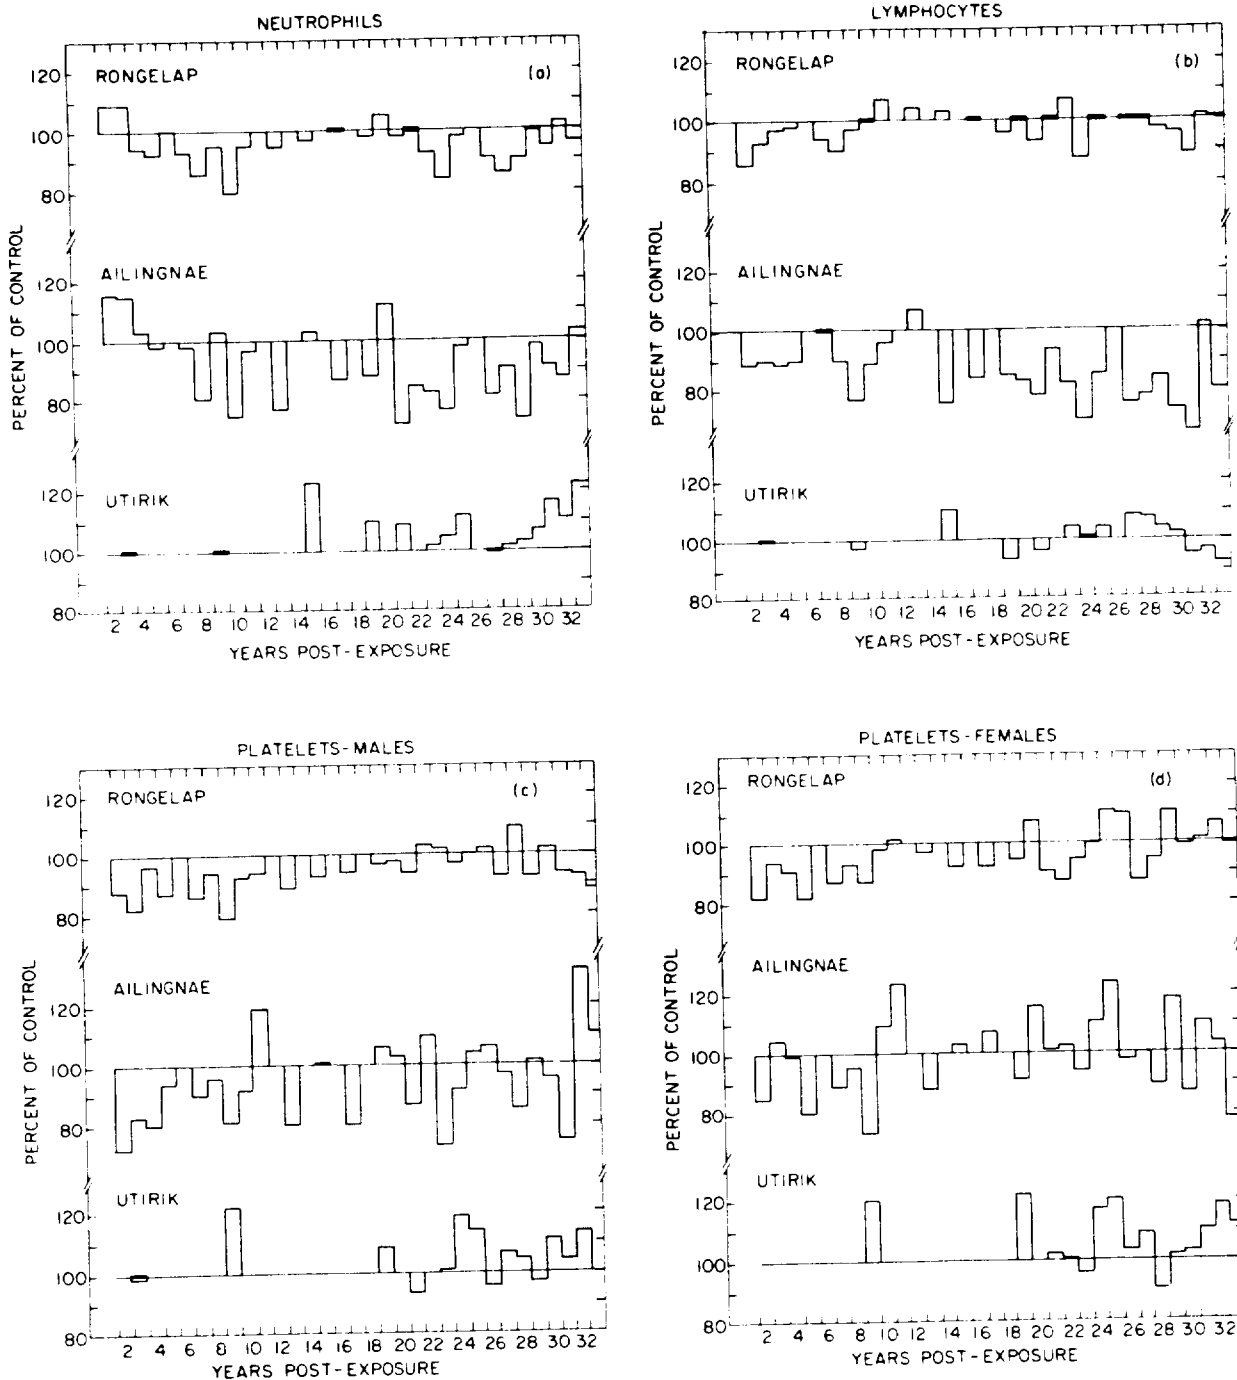 NEUTROPHILS
RONGELAP
(a)
120
100
80
AILINGNAE
120
100
80
UTIRIK
120
100
80
PERCENT OF CONTROL
2 4 6 8 10 12 14 16 18 20 22 24 26 28 30 32
YEARS POST-EXPOSURE
LYMPHOCYTES
RONGELAP
(b)
120
100
80
AILINGNAE
120
100
80
UTIRIK
120
100
80
PERCENT OF CONTROL
2 4 6 8 10 12 14 16 18 20 22 24 26 28 30 32
YEARS POST-EXPOSURE
PLATELETS-MALES
RONGELAP
(c)
120
100
80
AILINGNAE
120
100
80
UTIRIK
120
100
80
PERCENT OF CONTROL
2 4 6 8 10 12 14 16 18 20 22 24 26 28 30 32
YEARS POST-EXPOSURE
PLATELETS-FEMALES
RONGELAP
(d)
120
100
80
AILINGNAE
120
100
80
UTIRIK
120
100
80
PERCENT OF CONTROL
2 4 6 8 10 12 14 16 18 20 22 24 26 28 30 32
YEARS POST-EXPOSURE